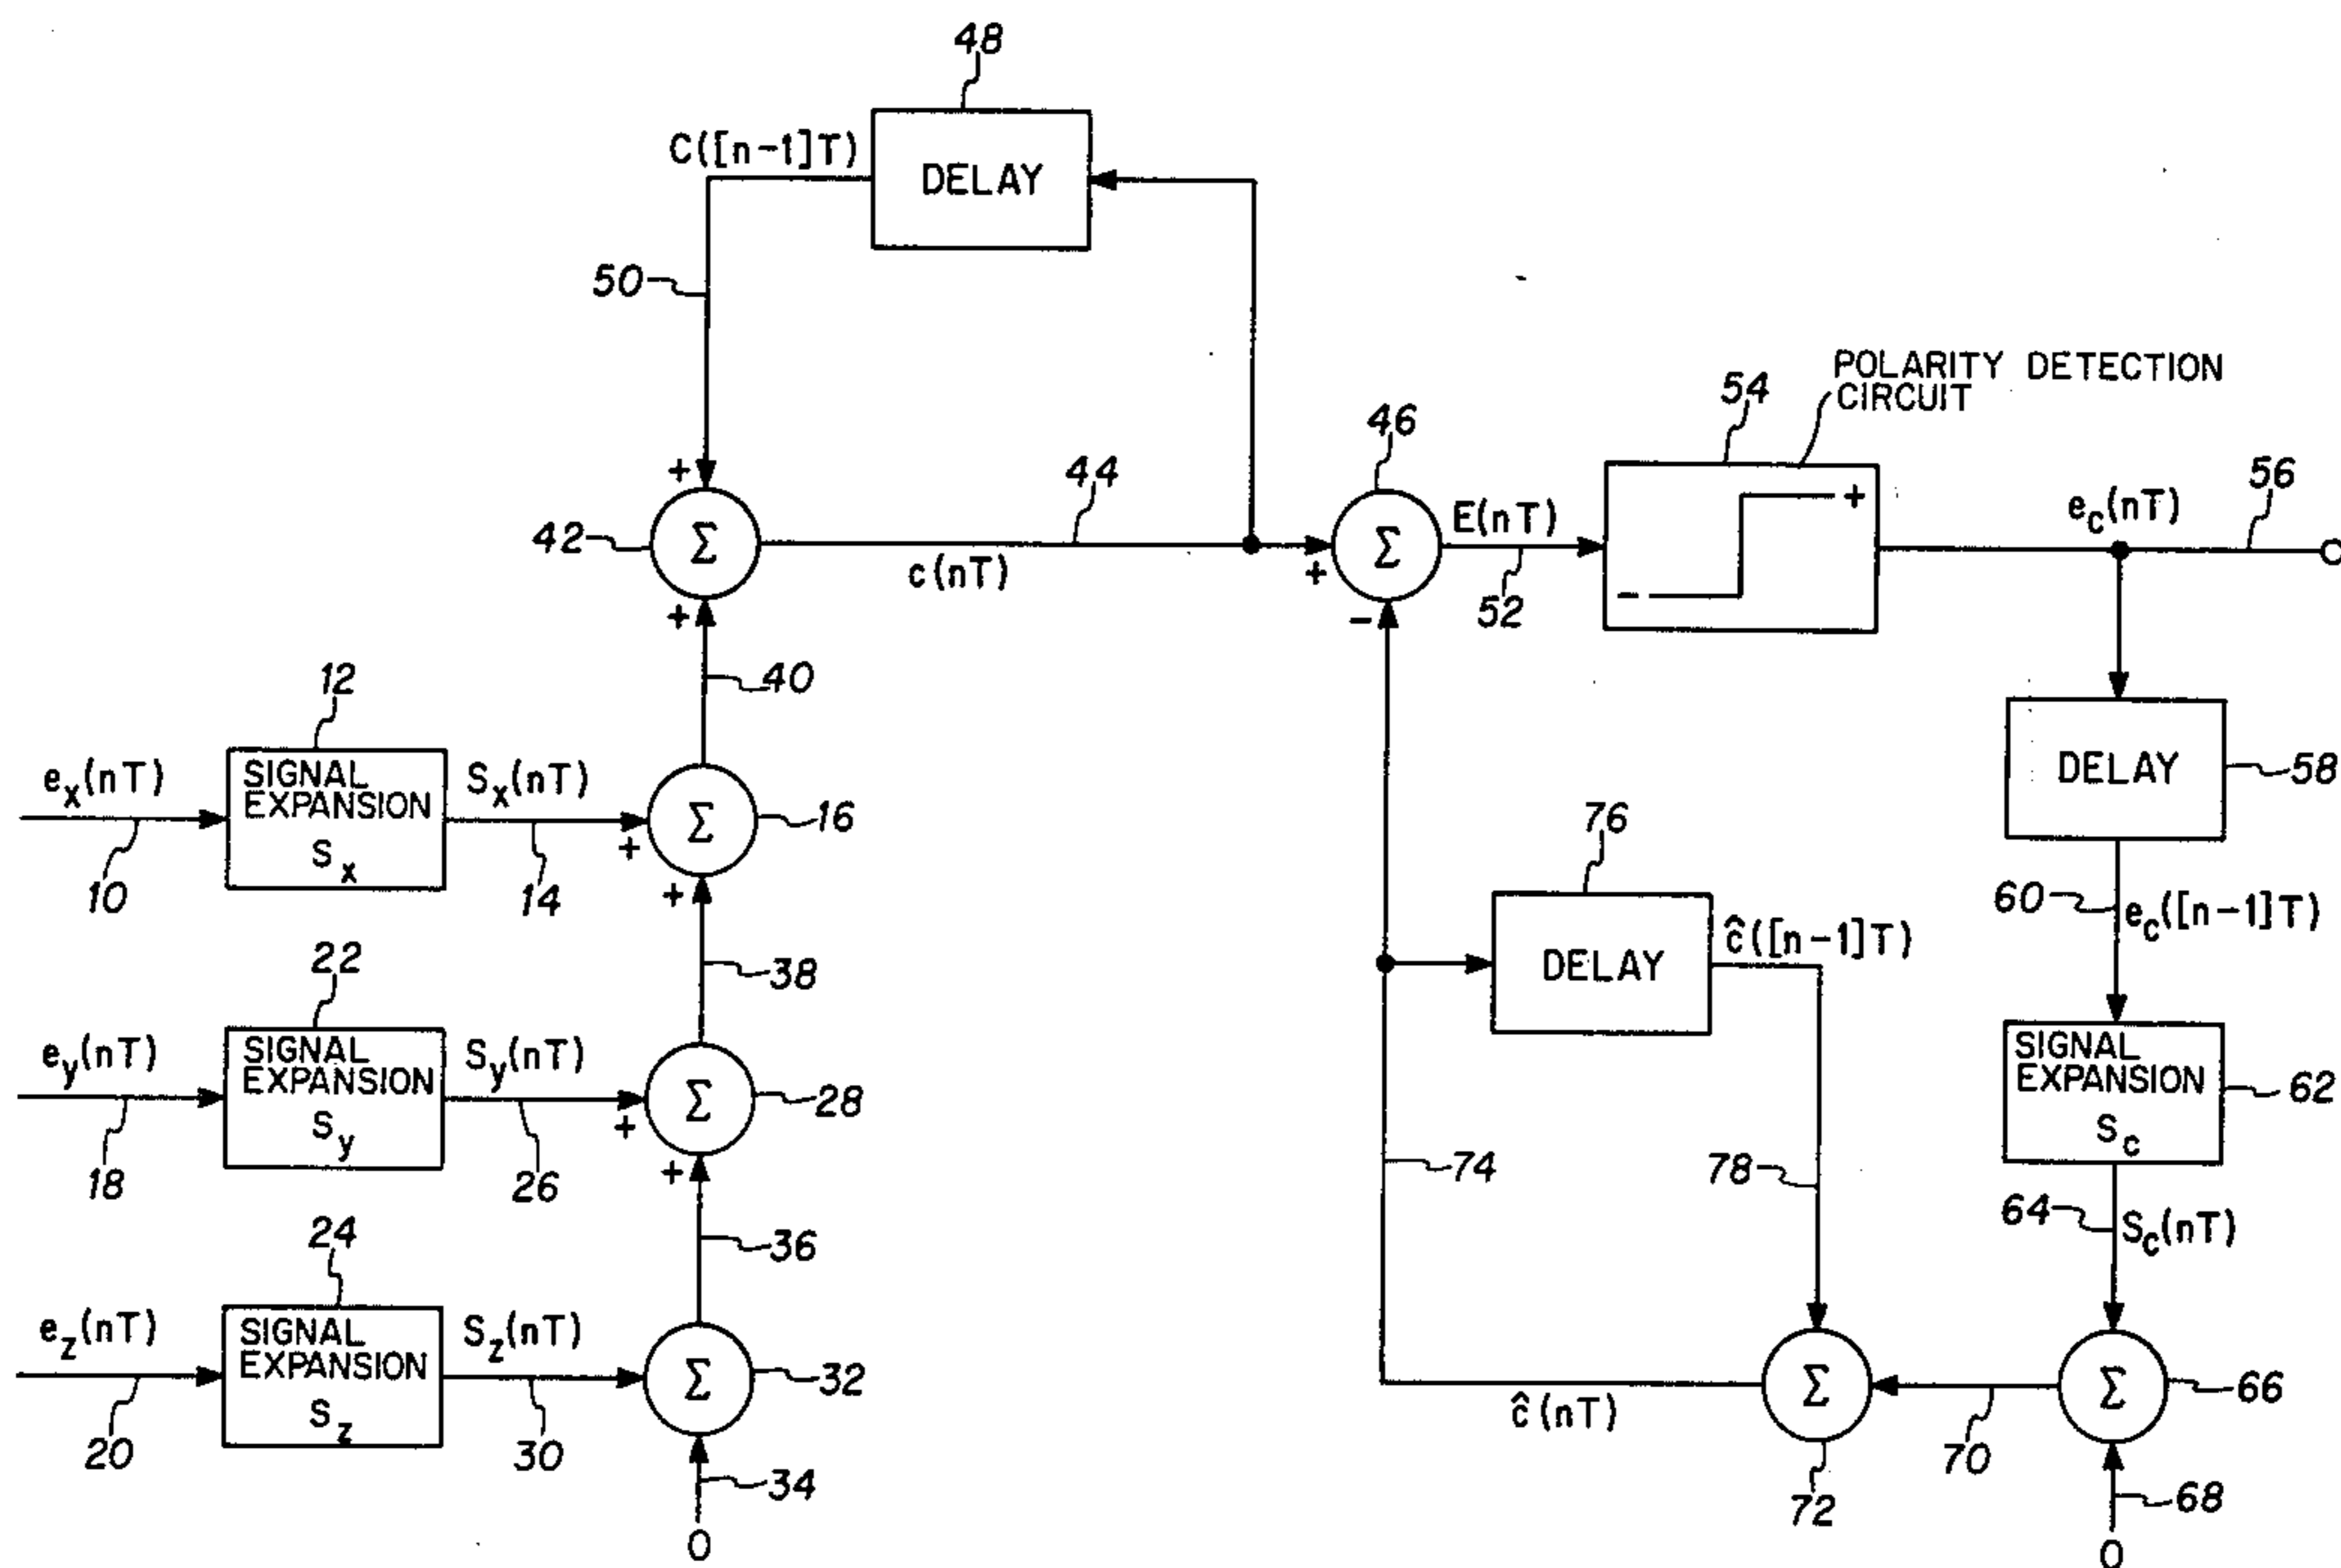 48
C([n-1]T)
DELAY
50
POLARITY DETECTION
CIRCUIT
54
46
44
56
+
42
Σ
c(nT)
+
+
Σ
-
E(nT)
52
-
+
e_c(nT)
12
40
e_x(nT)
SIGNAL
EXPANSION
S_x
S_x(nT)
10
14
+
Σ
16
+
DELAY
58
76
60
e_c([n-1]T)
22
38
DELAY
ĉ([n-1]T)
e_y(nT)
SIGNAL
EXPANSION
S_y
S_y(nT)
18
26
+
Σ
28
+
SIGNAL
EXPANSION
S_c
62
74
78
64
S_c(nT)
24
36
e_z(nT)
SIGNAL
EXPANSION
S_z
S_z(nT)
20
30
Σ
32
34
0
ĉ(nT)
Σ
72
70
Σ
66
68
0